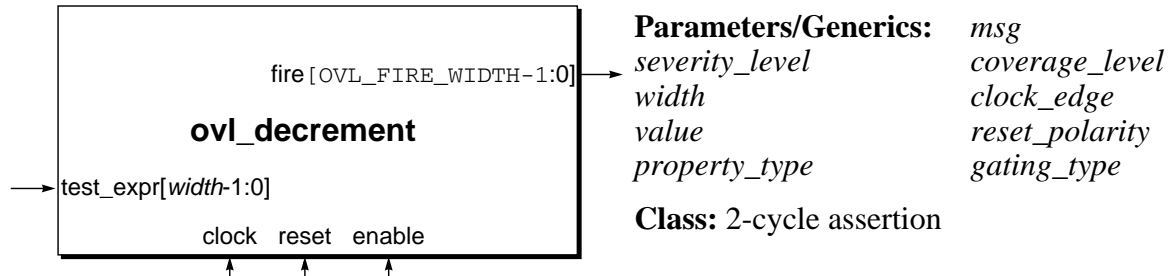 fire[OVL_FIRE_WIDTH-1:0]
ovl_decrement
test_expr[width-1:0]
clock reset enable
Parameters/Generics: msg
severity_level coverage_level
width clock_edge
value reset_polarity
property_type gating_type
Class: 2-cycle assertion